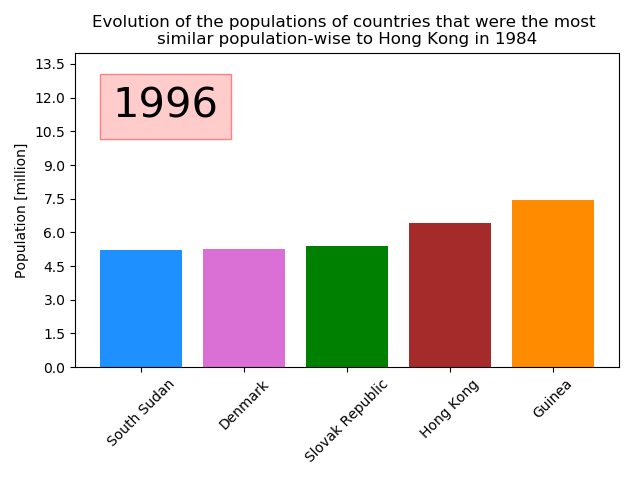 Evolution of the populations of countries that were the most
similar population-wise to Hong Kong in 1984
1996
Population [million]
13.5
12.0
10.5
9.0
7.5
6.0
4.5
3.0
1.5
0.0
South Sudan
Denmark
Slovak Republic
Hong Kong
Guinea